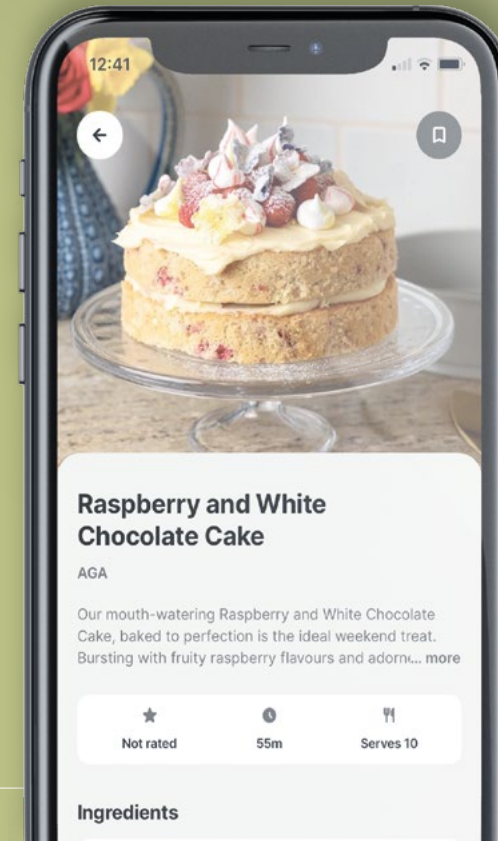 12:41
Raspberry and White
Chocolate Cake
AGA
Our mouth-watering Raspberry and White Chocolate
Cake, baked to perfection is the ideal weekend treat.
Bursting with fruity raspberry flavours and adorn... more
Not rated
55m
Serves 10
Ingredients